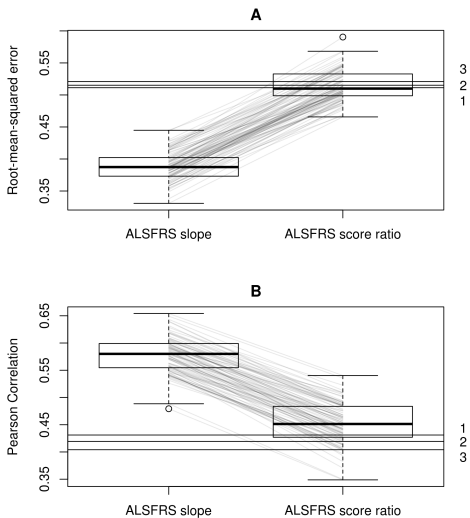 A
Root-mean-squared error
0.55
0.45
0.35
3
2
1
ALSFRS slope
ALSFRS score ratio
B
Pearson Correlation
0.65
0.55
0.45
0.35
1
2
3
ALSFRS slope
ALSFRS score ratio